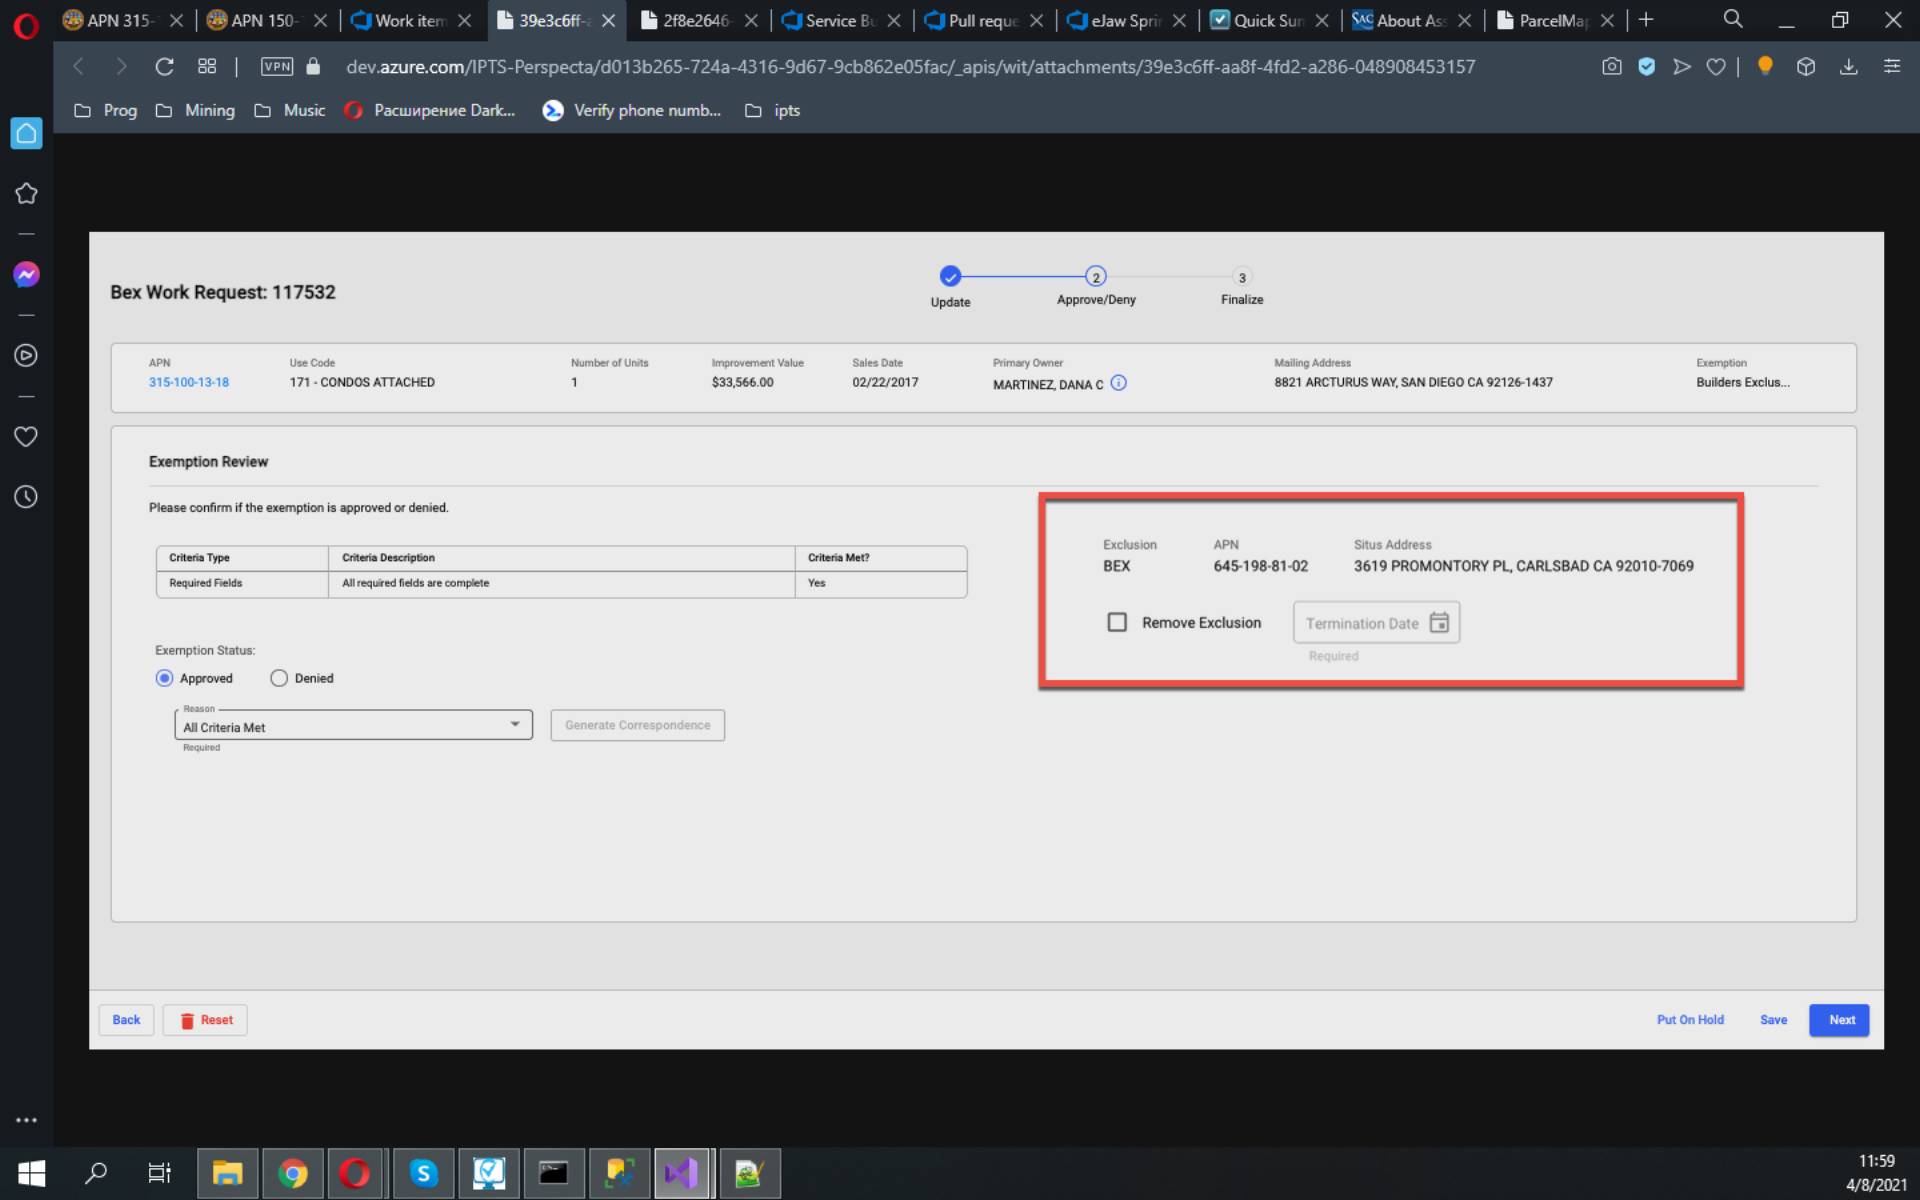 APN 315-
APN 150-
Work item
39e3c6ff-a
2f8e2646-
Service Bu
Pull reque
eJaw Sprin
Quick Sum
SAC About Ass
ParcelMap
VPN
dev.azure.com/IPTS-Perspecta/d013b265-724a-4316-9d67-9cb862e05fac/_apis/wit/attachments/39e3c6ff-aa8f-4fd2-a286-048908453157
Prog Mining Music Расширение Dark... Verify phone numb... ipts
Bex Work Request: 117532
2 3
Update Approve/Deny Finalize
APN Use Code Number of Units Improvement Value Sales Date Primary Owner Mailing Address Exemption
315-100-13-18 171 - CONDOS ATTACHED 1 $33,566.00 02/22/2017 MARTINEZ, DANA C 8821 ARCTURUS WAY, SAN DIEGO CA 92126-1437 Builders Exclus...
Exemption Review
Please confirm if the exemption is approved or denied.
Criteria Type Criteria Description Criteria Met?
Required Fields All required fields are complete Yes
Exemption Status:
Approved Denied
Reason
All Criteria Met
Required
Generate Correspondence
Exclusion APN Situs Address
BEX 645-198-81-02 3619 PROMONTORY PL, CARLSBAD CA 92010-7069
Remove Exclusion Termination Date
Required
Back Reset Put On Hold Save Next
11:59
4/8/2021